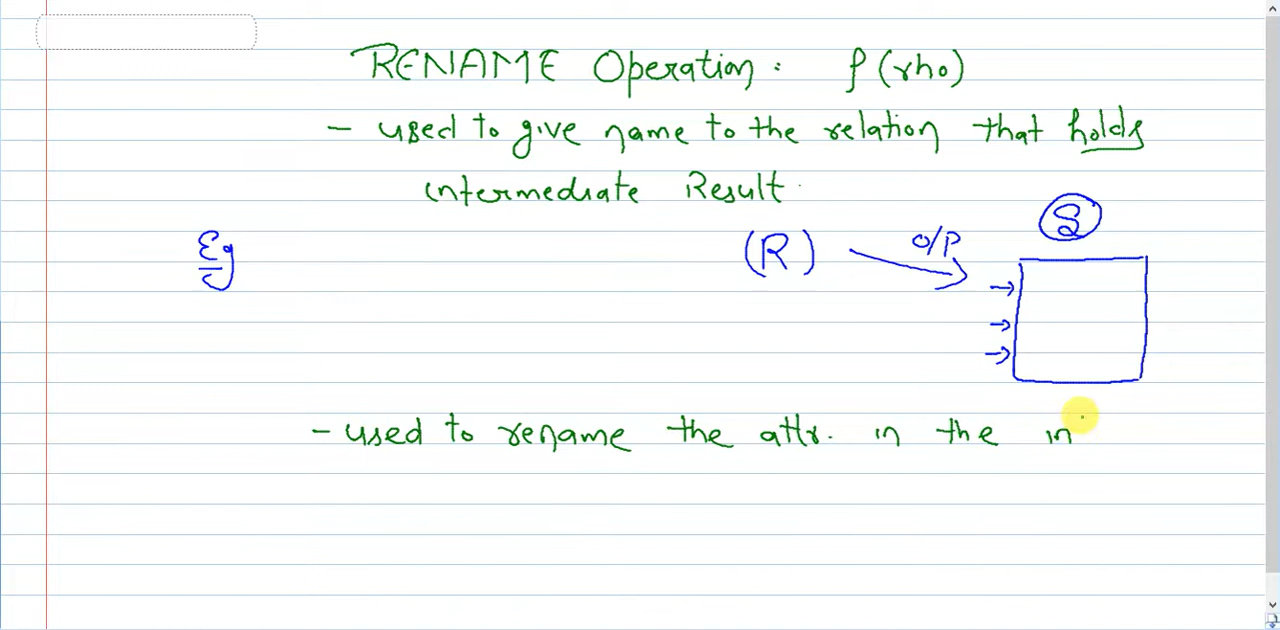 RENAME Operation : ρ (rho)
- used to give name to the relation that holds
intermediate Result.
Eg (R) O/P S
- used to rename the attr. in the in